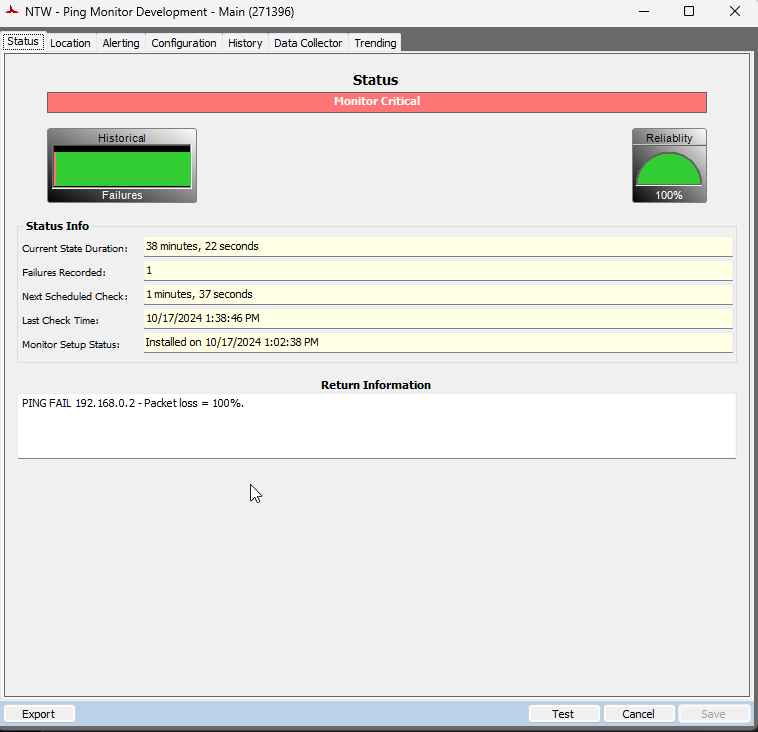 NTW - Ping Monitor Development - Main (271396)
Status Location Alerting Configuration History Data Collector Trending
Status
Monitor Critical
Historical
Failures
Reliablity
100%
Status Info
Current State Duration: 38 minutes, 22 seconds
Failures Recorded: 1
Next Scheduled Check: 1 minutes, 37 seconds
Last Check Time: 10/17/2024 1:38:46 PM
Monitor Setup Status: Installed on 10/17/2024 1:02:38 PM
Return Information
PING FAIL 192.168.0.2 - Packet loss = 100%.
Export Test Cancel Save